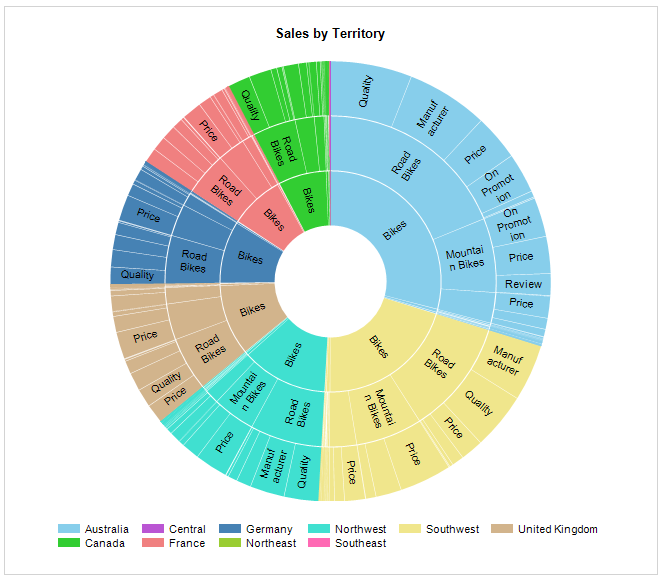 Sales by Territory
Quality
Manuf
acturer
Price
On
Promot
ion
On
Promot
ion
Price
Review
Price
Road
Bikes
Mountai
n Bikes
Bikes
Manuf
acturer
Quality
Price
Price
Price
Road
Bikes
Mountai
n Bikes
Bikes
Quality
Manuf
acturer
Price
Road
Bikes
Mountai
n Bikes
Bikes
Price
Quality
Price
Road
Bikes
Bikes
Quality
Price
Road
Bikes
Bikes
Price
Road
Bikes
Bikes
Quality
Road
Bikes
Bikes
Australia Central Germany Northwest Southwest United Kingdom
Canada France Northeast Southeast